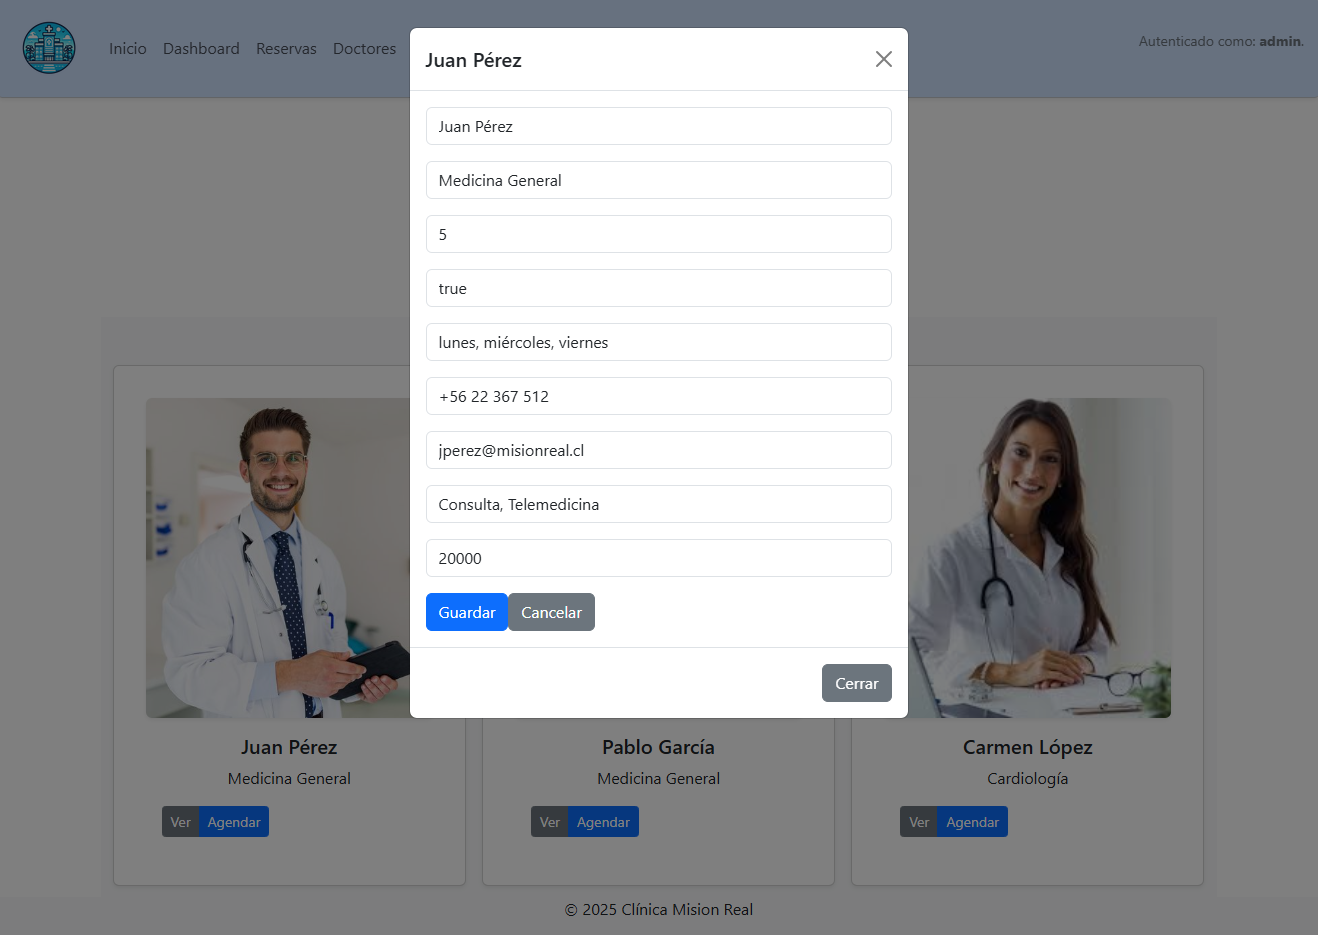 Inicio Dashboard Reservas Doctores
Autenticado como: admin.
Juan Pérez
Juan Pérez
Medicina General
5
true
lunes, miércoles, viernes
+56 22 367 512
jperez@misionreal.cl
Consulta, Telemedicina
20000
Guardar Cancelar
Cerrar
Juan Pérez
Medicina General
Ver Agendar
Pablo García
Medicina General
Ver Agendar
Carmen López
Cardiología
Ver Agendar
© 2025 Clínica Mision Real